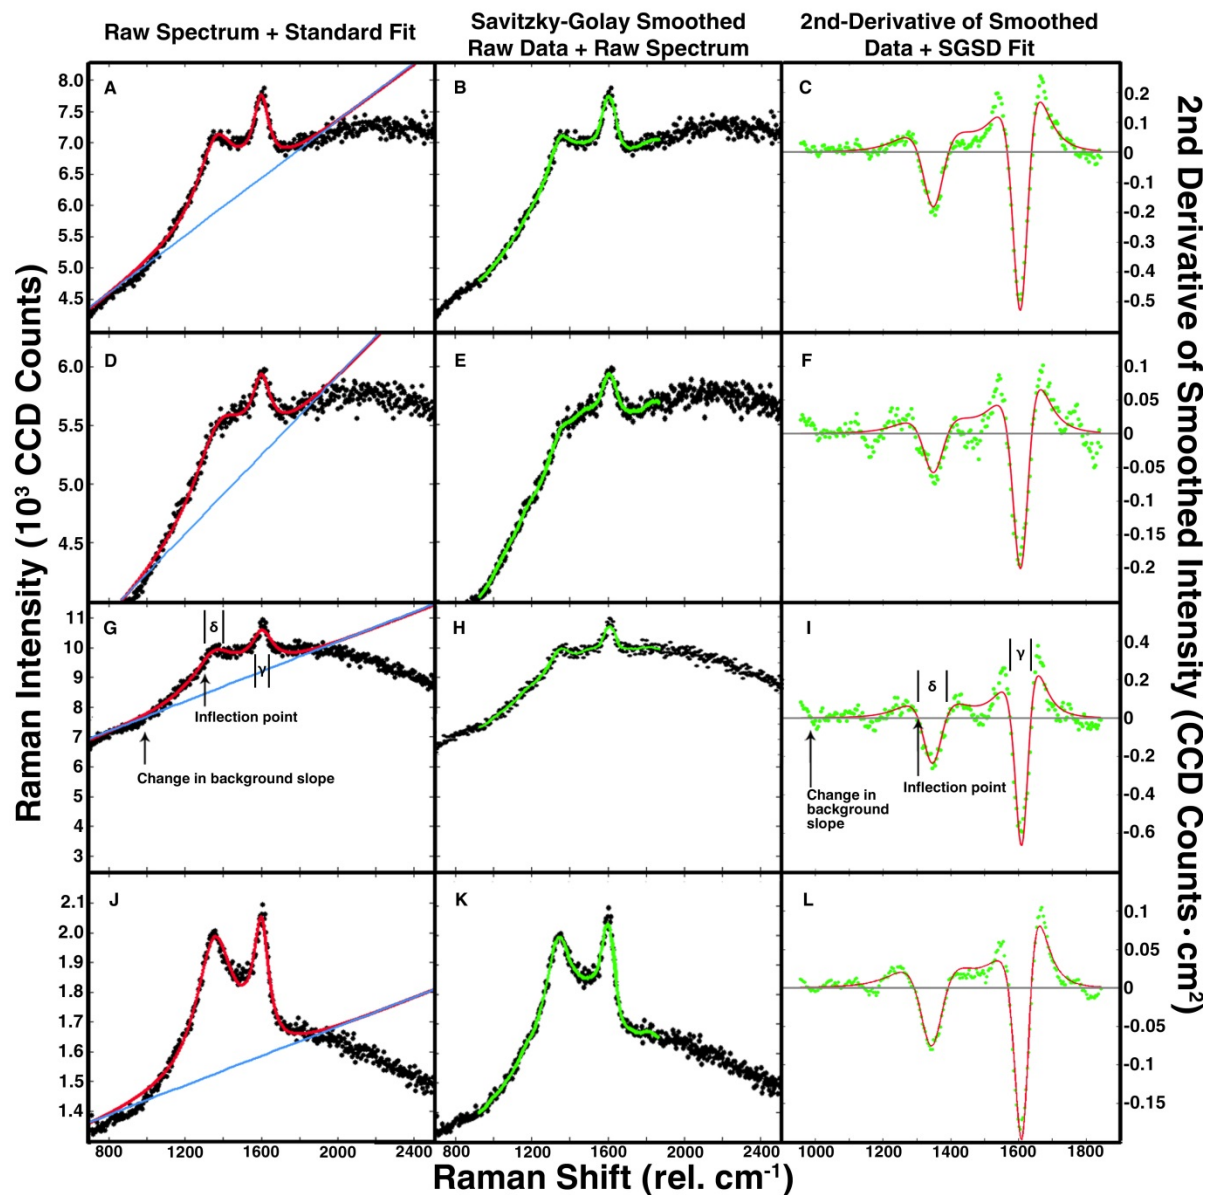 Raw Spectrum + Standard Fit
Savitzky-Golay Smoothed
Raw Data + Raw Spectrum
2nd-Derivative of Smoothed
Data + SGSD Fit
Raman Intensity (10³ CCD Counts)
A
8.0
7.5
7.0
6.5
6.0
5.5
5.0
4.5
B
C
0.2
0.1
0
-0.1
-0.2
-0.3
-0.4
-0.5
D
6.0
5.5
5.0
4.5
E
F
0.1
0.05
0
-0.05
-0.1
-0.15
-0.2
G
11
10
9
8
7
6
5
4
3
δ
γ
Inflection point
Change in background slope
H
I
δ
γ
Change in
background
slope
Inflection point
0.4
0.2
0
-0.2
-0.4
-0.6
J
2.1
2.0
1.9
1.8
1.7
1.6
1.5
1.4
K
L
0.1
0.05
0
-0.05
-0.1
-0.15
800 1200 1600 2000 2400
800 1200 1600 2000 2400
1000 1200 1400 1600 1800
Raman Shift (rel. cm⁻¹)
2nd Derivative of Smoothed Intensity (CCD Counts·cm²)